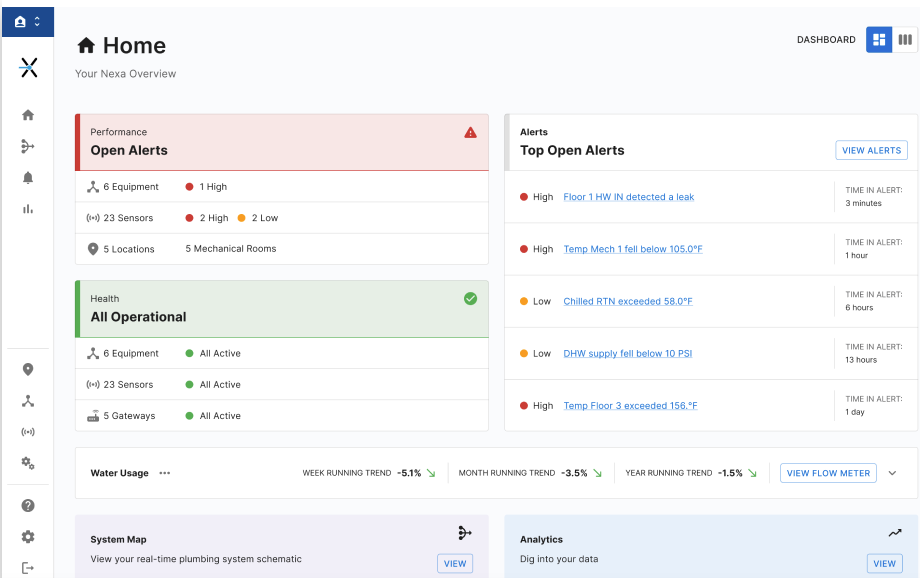 Home
DASHBOARD
Your Nexa Overview
Performance
Open Alerts
6 Equipment 1 High
23 Sensors 2 High 2 Low
5 Locations 5 Mechanical Rooms
Health
All Operational
6 Equipment All Active
23 Sensors All Active
5 Gateways All Active
Alerts
Top Open Alerts
VIEW ALERTS
High Floor 1 HW IN detected a leak TIME IN ALERT:
3 minutes
High Temp Mech 1 fell below 105.0°F TIME IN ALERT:
1 hour
Low Chilled RTN exceeded 58.0°F TIME IN ALERT:
6 hours
Low DHW supply fell below 10 PSI TIME IN ALERT:
13 hours
High Temp Floor 3 exceeded 156.°F TIME IN ALERT:
1 day
Water Usage WEEK RUNNING TREND -5.1% MONTH RUNNING TREND -3.5% YEAR RUNNING TREND -1.5% VIEW FLOW METER
System Map
View your real-time plumbing system schematic
VIEW
Analytics
Dig into your data
VIEW